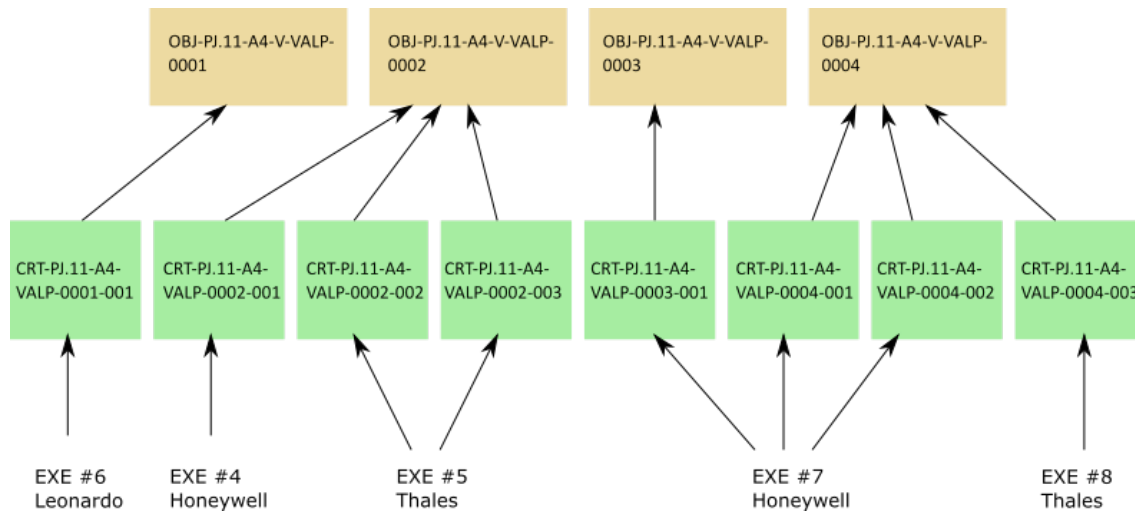 OBJ-PJ.11-A4-V-VALP-
0001
OBJ-PJ.11-A4-V-VALP-
0002
OBJ-PJ.11-A4-V-VALP-
0003
OBJ-PJ.11-A4-V-VALP-
0004
CRT-PJ.11-A4-
VALP-0001-001
CRT-PJ.11-A4-
VALP-0002-001
CRT-PJ.11-A4-
VALP-0002-002
CRT-PJ.11-A4-
VALP-0002-003
CRT-PJ.11-A4-
VALP-0003-001
CRT-PJ.11-A4-
VALP-0004-001
CRT-PJ.11-A4-
VALP-0004-002
CRT-PJ.11-A4-
VALP-0004-003
EXE #6
Leonardo
EXE #4
Honeywell
EXE #5
Thales
EXE #7
Honeywell
EXE #8
Thales